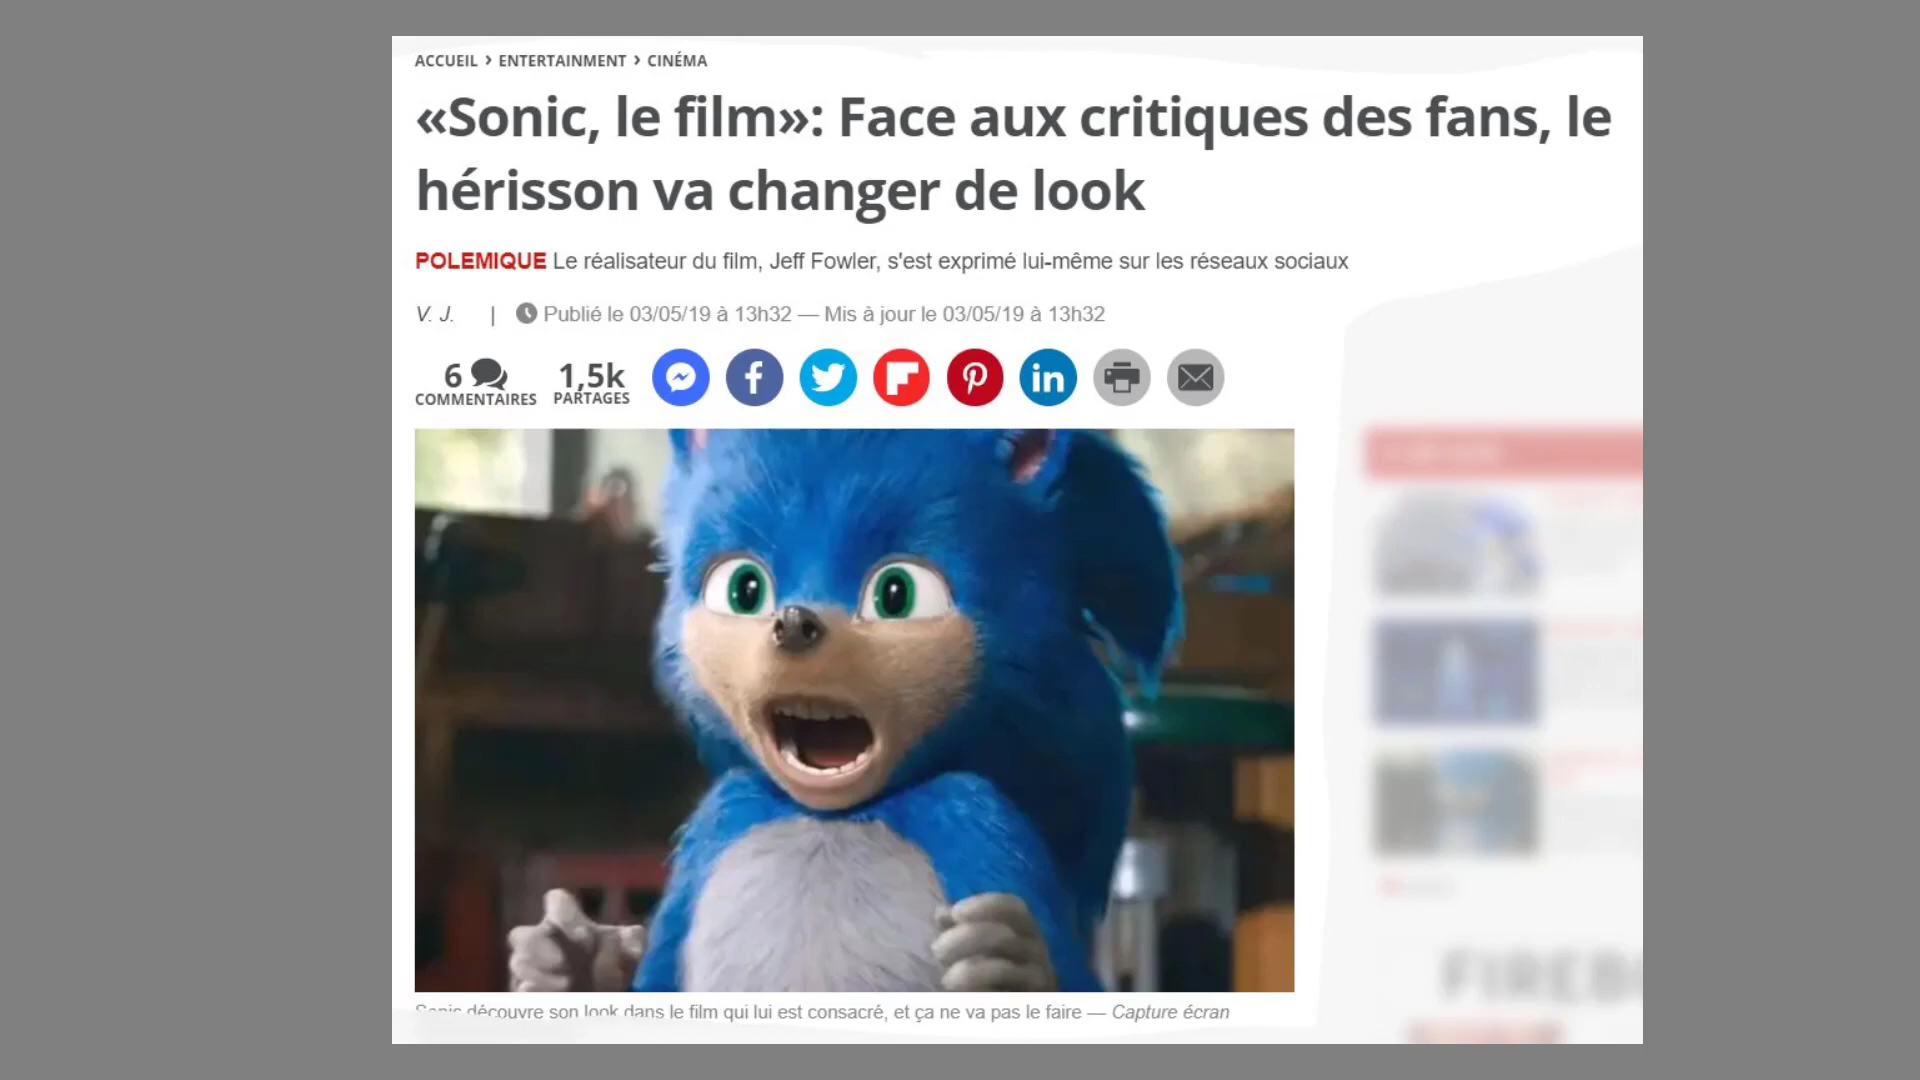 ACCUEIL › ENTERTAINMENT › CINÉMA
«Sonic, le film»: Face aux critiques des fans, le
hérisson va changer de look
POLEMIQUE Le réalisateur du film, Jeff Fowler, s'est exprimé lui-même sur les réseaux sociaux
V. J. | Publié le 03/05/19 à 13h32 — Mis à jour le 03/05/19 à 13h32
6
COMMENTAIRES
1,5k
PARTAGES
Sonic découvre son look dans le film qui lui est consacré, et ça ne va pas le faire — Capture écran